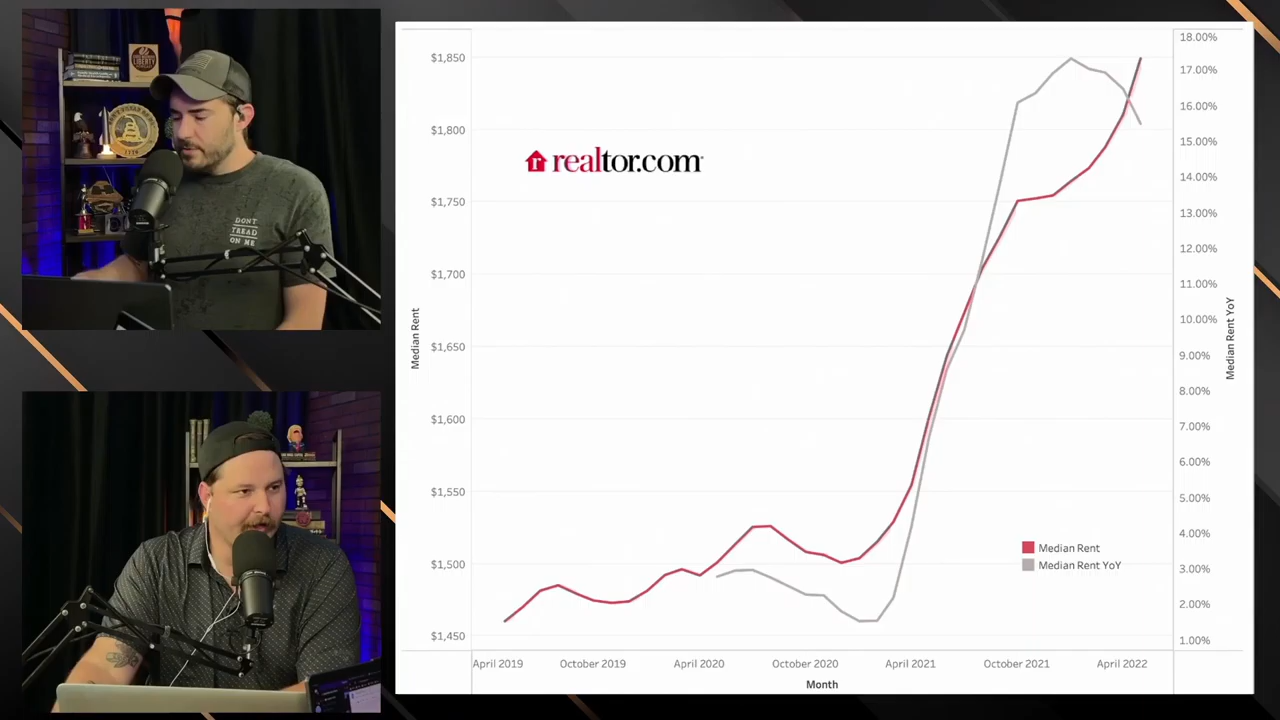 DONT
TREAD
ON ME
LIBERTY
realtor.com
Median Rent
$1,850
$1,800
$1,750
$1,700
$1,650
$1,600
$1,550
$1,500
$1,450
18.00%
17.00%
16.00%
15.00%
14.00%
13.00%
12.00%
11.00%
10.00%
9.00%
8.00%
7.00%
6.00%
5.00%
4.00%
3.00%
2.00%
1.00%
Median Rent YoY
Median Rent
Median Rent YoY
April 2019 October 2019 April 2020 October 2020 April 2021 October 2021 April 2022
Month